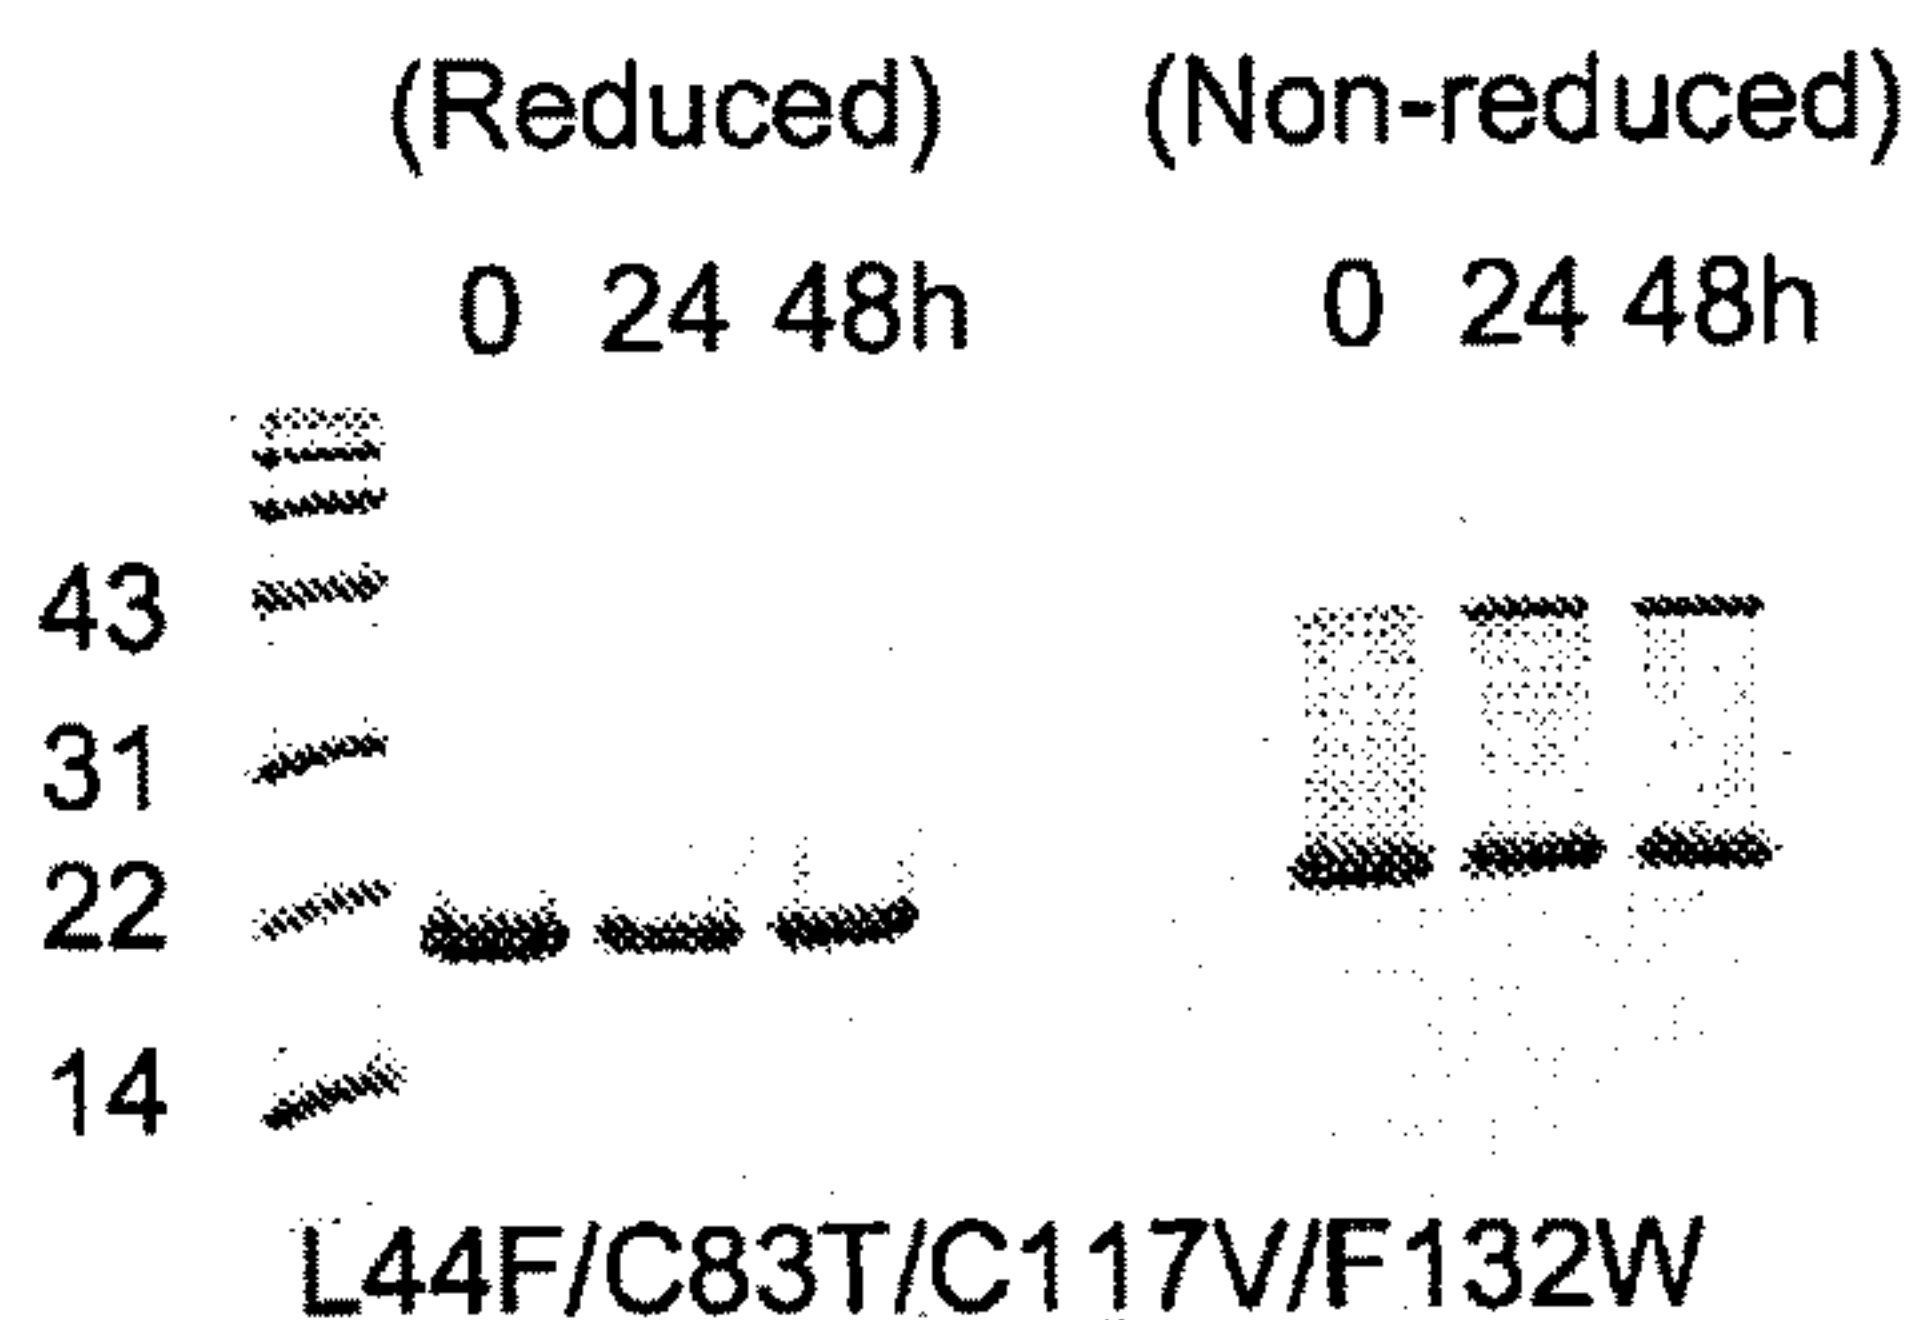 (Reduced) (Non-reduced)
0 24 48h 0 24 48h
43
31
22
14
L44F/C83T/C117V/F132W